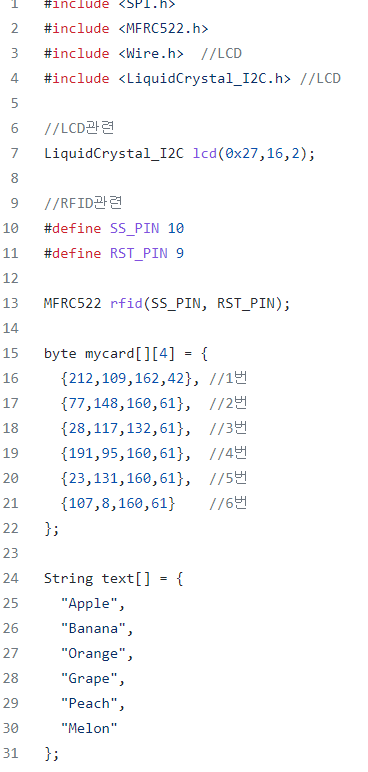 1 #include <SPI.h>
2 #include <MFRC522.h>
3 #include <Wire.h>  //LCD
4 #include <LiquidCrystal_I2C.h> //LCD
5
6 //LCD관련
7 LiquidCrystal_I2C lcd(0x27,16,2);
8
9 //RFID관련
10 #define SS_PIN 10
11 #define RST_PIN 9
12
13 MFRC522 rfid(SS_PIN, RST_PIN);
14
15 byte mycard[][4] = {
16   {212,109,162,42}, //1번
17   {77,148,160,61},  //2번
18   {28,117,132,61},  //3번
19   {191,95,160,61},  //4번
20   {23,131,160,61},  //5번
21   {107,8,160,61}    //6번
22 };
23
24 String text[] = {
25   "Apple",
26   "Banana",
27   "Orange",
28   "Grape",
29   "Peach",
30   "Melon"
31 };